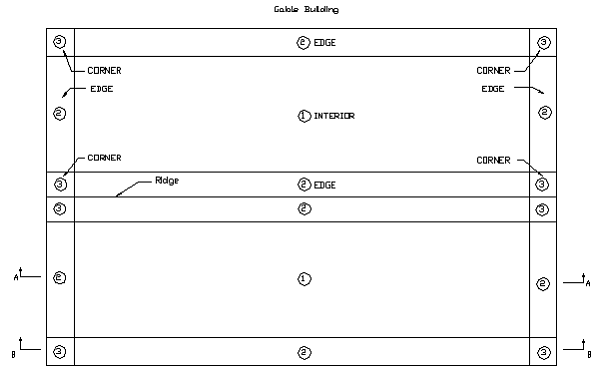 Gable Building
3 2 EDGE 3
CORNER CORNER
EDGE EDGE
2 1 INTERIOR 2
CORNER CORNER
3 2 EDGE 3
Ridge
3 2 3
A 2 1 2 A
B 3 2 3 B